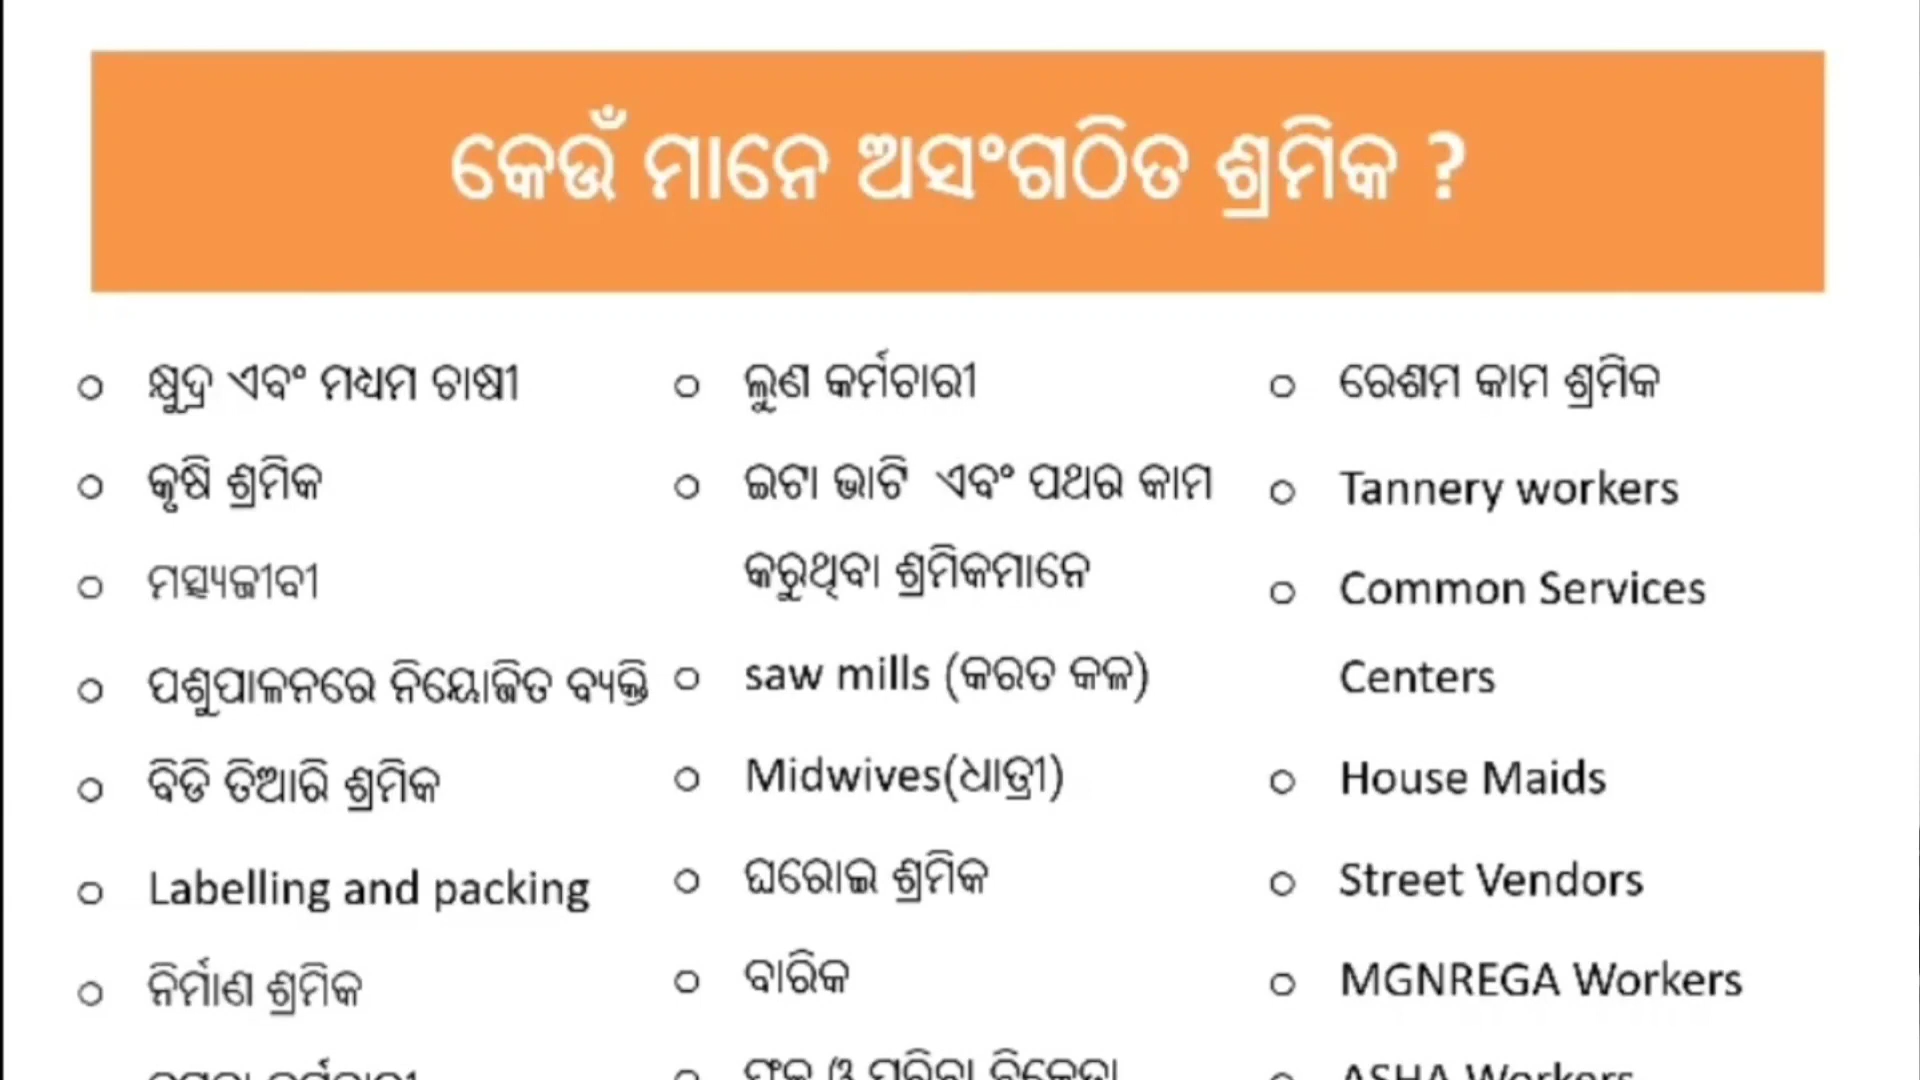 କେଉଁ ମାନେ ଅସଂଗଠିତ ଶ୍ରମିକ ?
କ୍ଷୁଦ୍ର ଏବଂ ମଧ୍ୟମ ଚାଷୀ
କୃଷି ଶ୍ରମିକ
ମତ୍ସ୍ୟଜୀବୀ
ପଶୁପାଳନରେ ନିୟୋଜିତ ବ୍ୟକ୍ତି
ବିଡି ତିଆରି ଶ୍ରମିକ
Labelling and packing
ନିର୍ମାଣ ଶ୍ରମିକ
ଲୁଣ କର୍ମଚାରୀ
ଇଟା ଭାଟି ଏବଂ ପଥର କାମ
କରୁଥିବା ଶ୍ରମିକମାନେ
saw mills (କରତ କଳ)
Midwives(ଧାତ୍ରୀ)
ଘରୋଇ ଶ୍ରମିକ
ବାରିକ
ରେଶମ କାମ ଶ୍ରମିକ
Tannery workers
Common Services
Centers
House Maids
Street Vendors
MGNREGA Workers
ASHA Workers